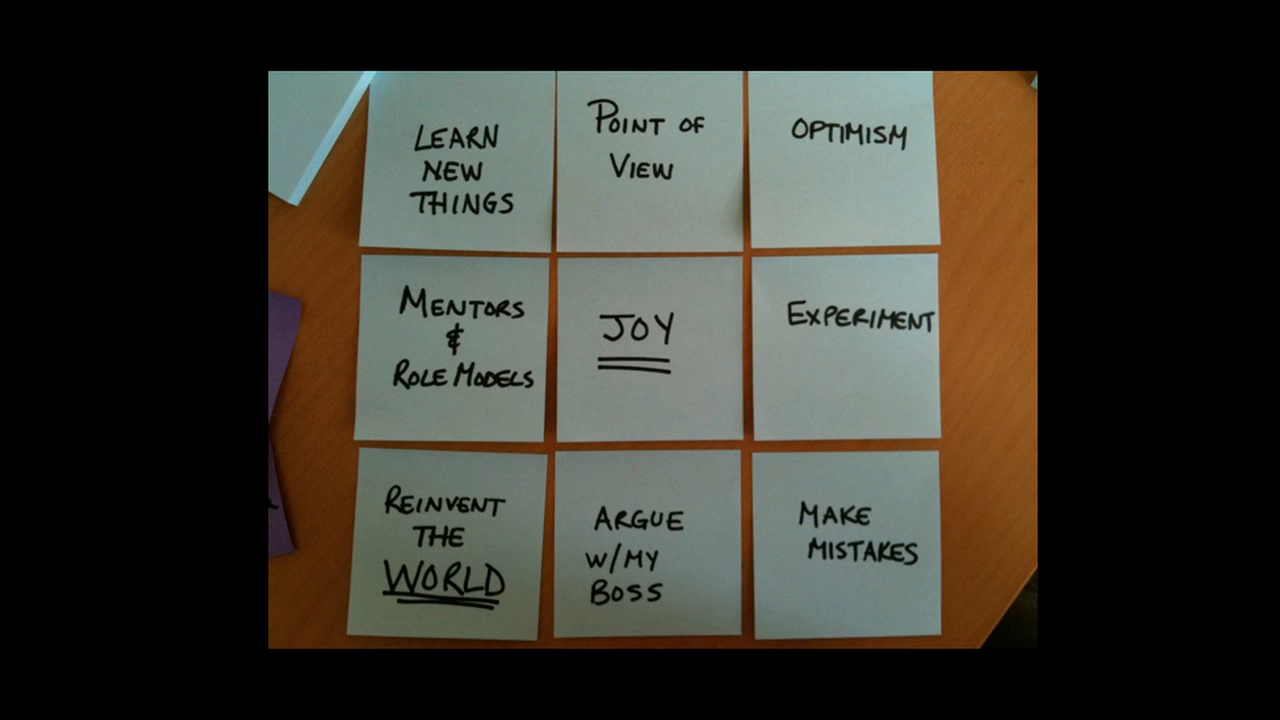 LEARN
NEW
THINGS
POINT OF
VIEW
OPTIMISM
MENTORS
&
ROLE MODELS
JOY
EXPERIMENT
REINVENT
THE
WORLD
ARGUE
W/MY
BOSS
MAKE
MISTAKES